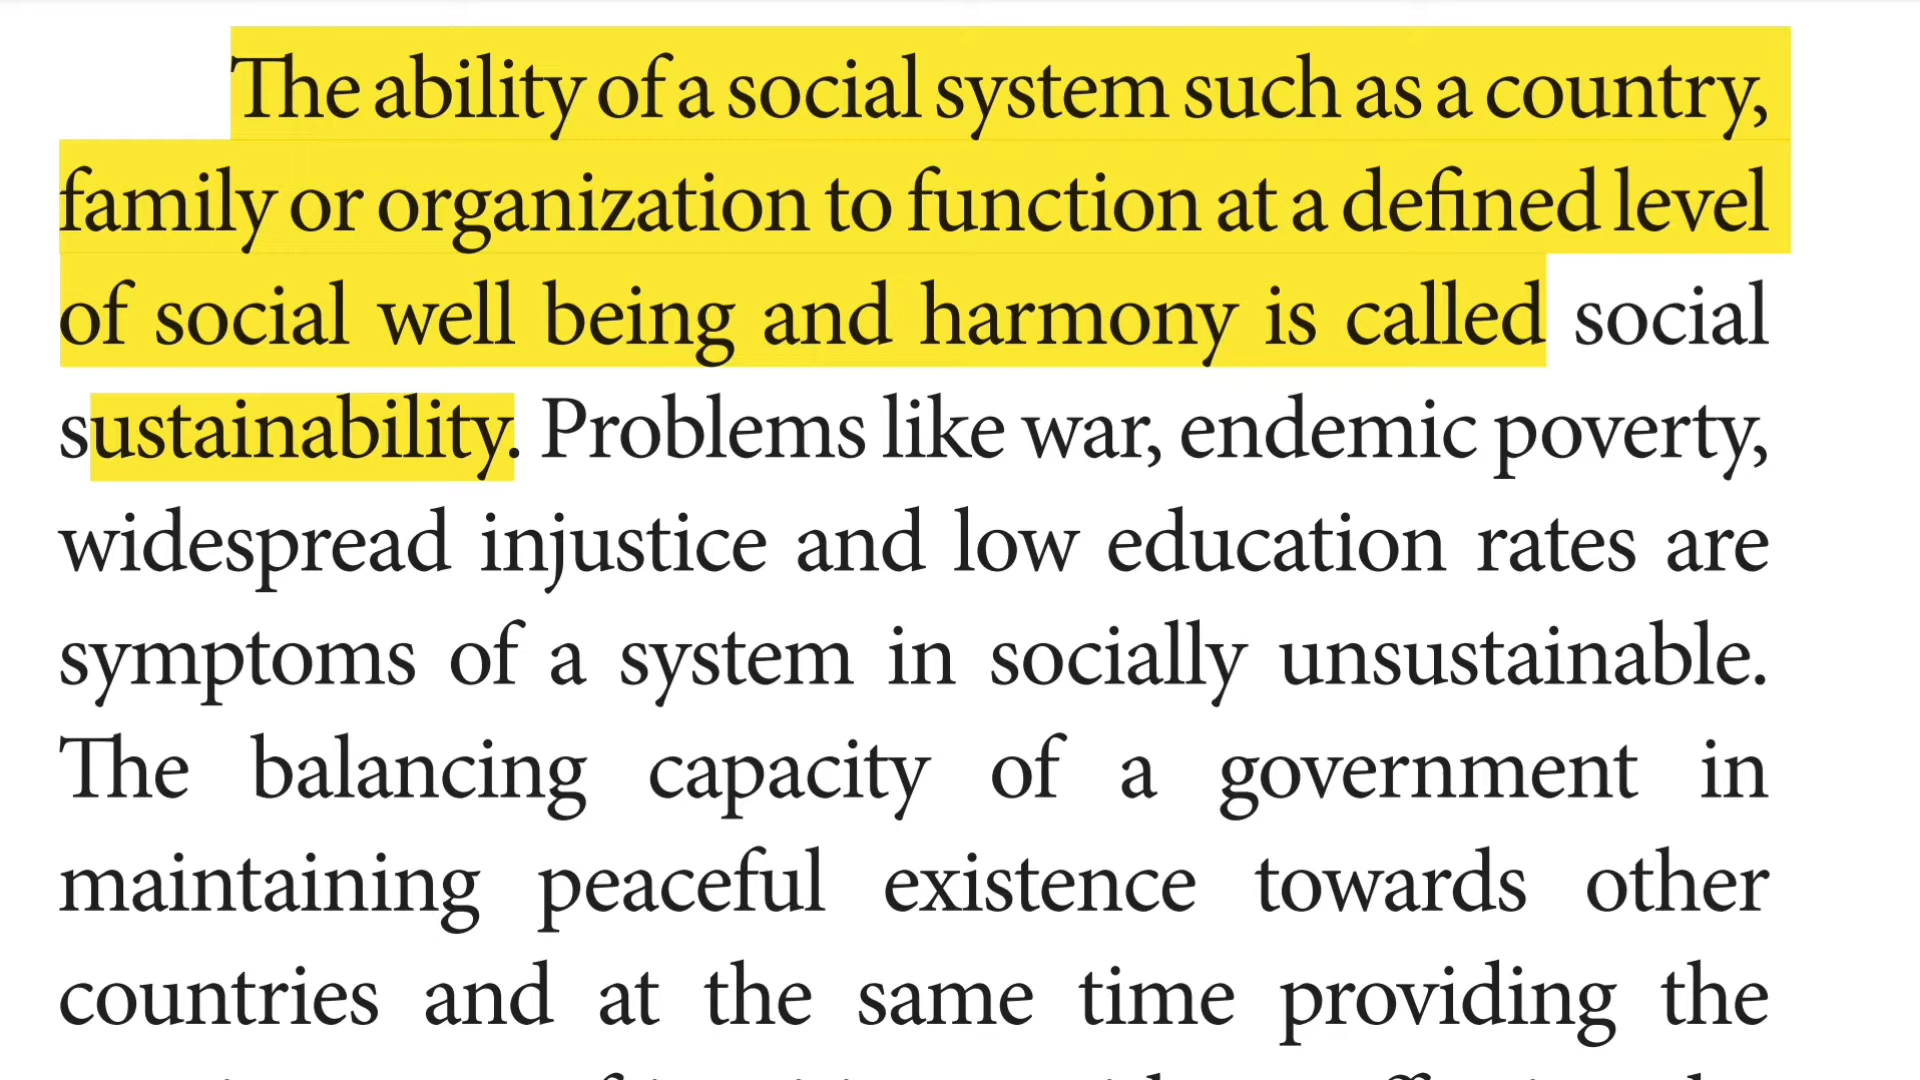 The ability of a social system such as a country,
family or organization to function at a defined level
of social well being and harmony is called social
sustainability. Problems like war, endemic poverty,
widespread injustice and low education rates are
symptoms of a system in socially unsustainable.
The balancing capacity of a government in
maintaining peaceful existence towards other
countries and at the same time providing the